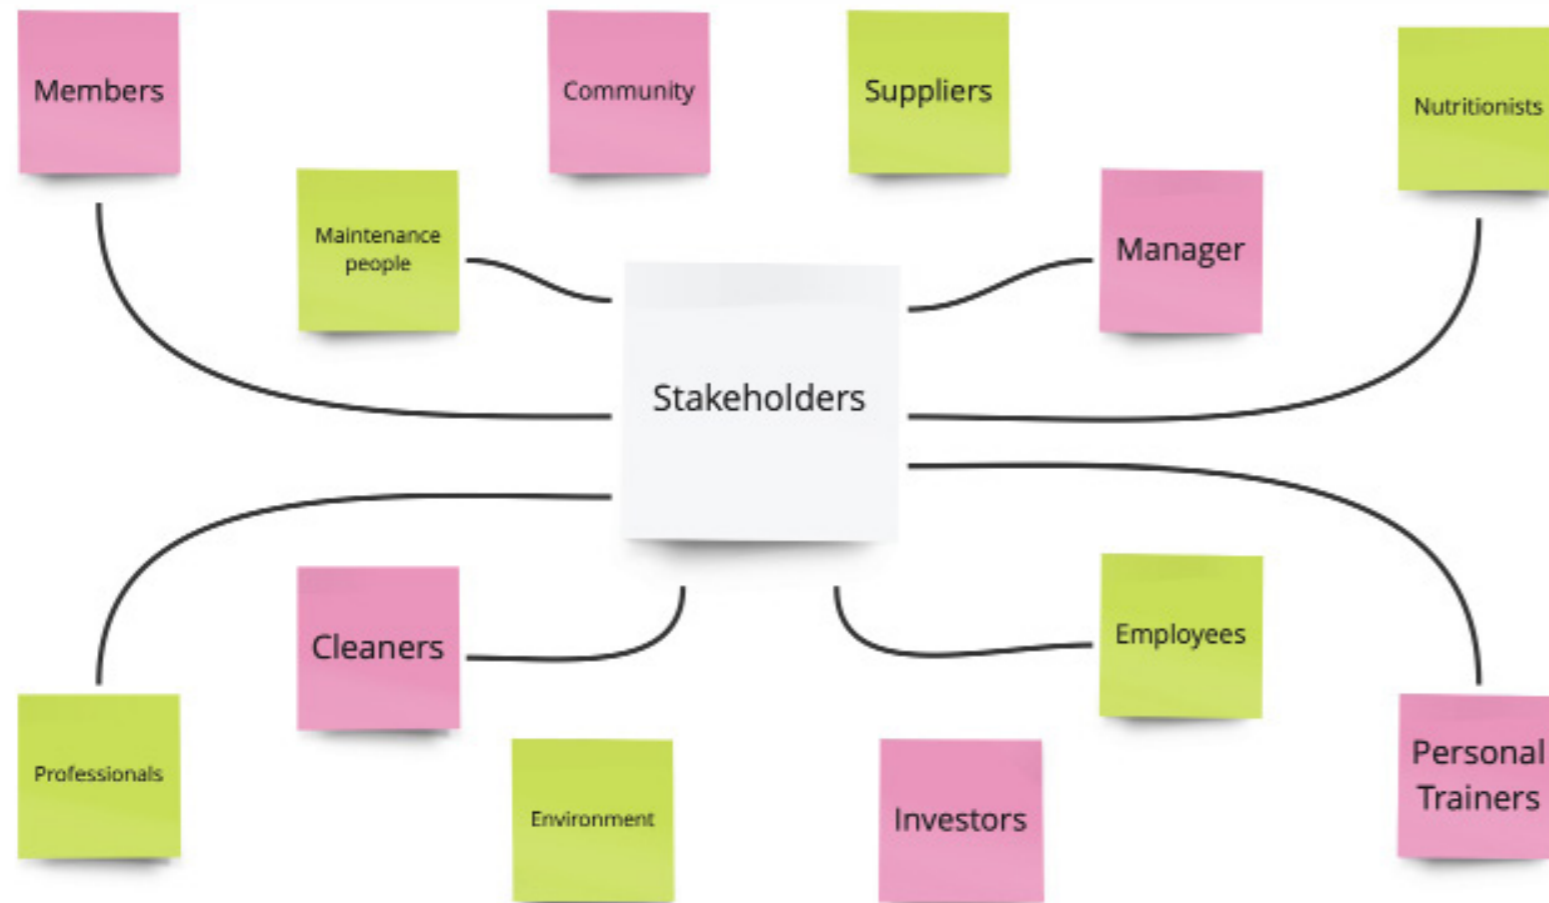 Members
Community
Suppliers
Nutritionists
Maintenance
people
Manager
Stakeholders
Cleaners
Employees
Professionals
Environment
Investors
Personal
Trainers